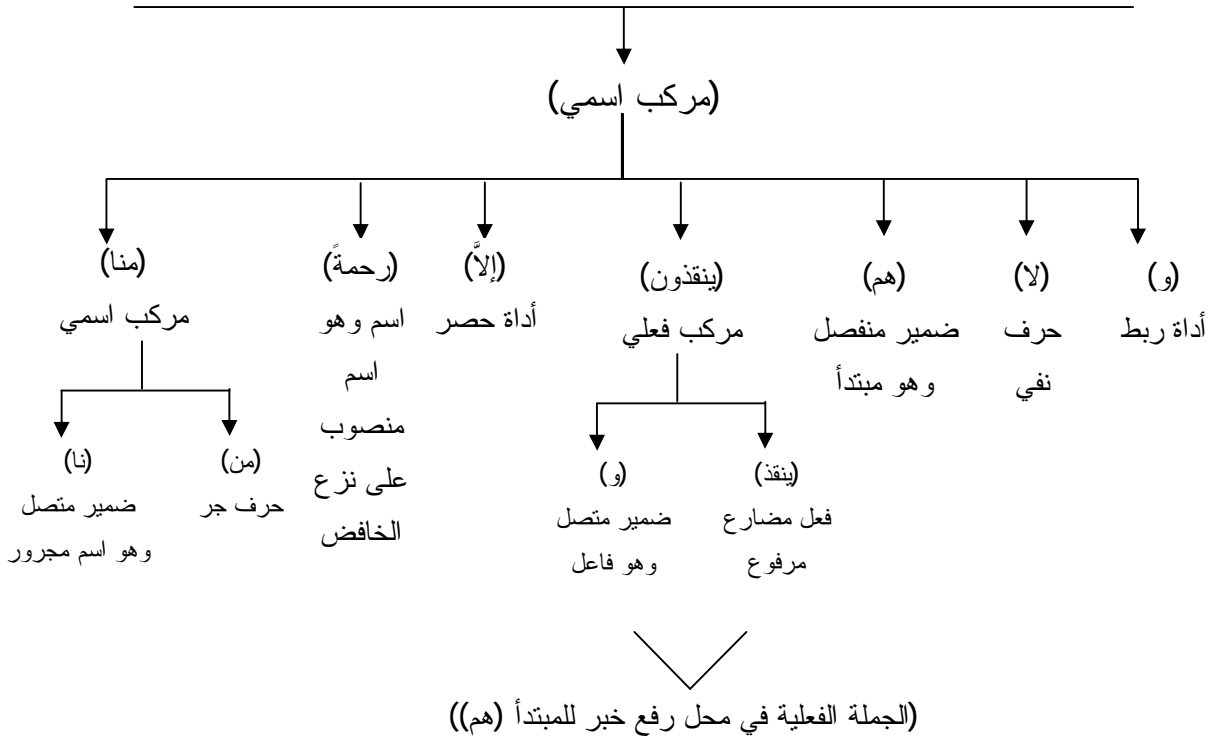 (مركب اسمي)
(و)
أداة ربط
(لا)
حرف
نفي
(هم)
ضمير منفصل
وهو مبتدأ
(ينقذون)
مركب فعلي
(ينقذ)
فعل مضارع
مرفوع
(و)
ضمير متصل
وهو فاعل
(إلاَّ)
أداة حصر
(رحمةً)
اسم وهو
اسم
منصوب
على نزع
الخافض
(منا)
مركب اسمي
(من)
حرف جر
(نا)
ضمير متصل
وهو اسم مجرور
(الجملة الفعلية في محل رفع خبر للمبتدأ (هم))